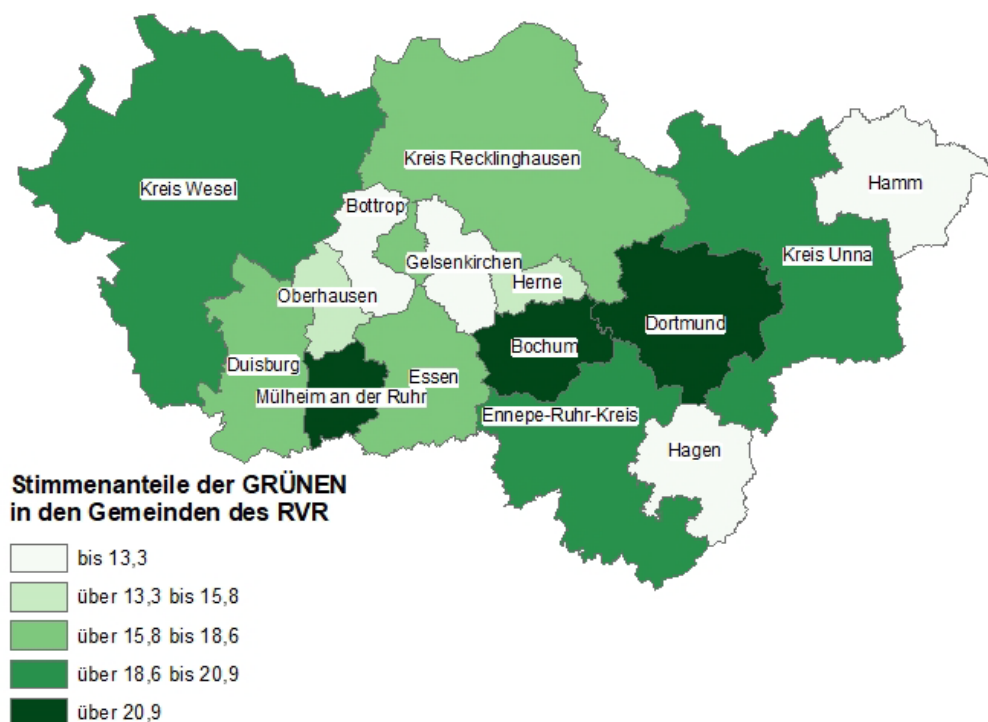 Kreis Recklinghausen
Kreis Wesel
Hamm
Bottrop
Kreis Unna
Gelsenkirchen
Herne
Oberhausen
Dortmund
Bochum
Duisburg
Essen
Mülheim an der Ruhr
Ennepe-Ruhr-Kreis
Hagen
Stimmenanteile der GRÜNEN
in den Gemeinden des RVR
bis 13,3
über 13,3 bis 15,8
über 15,8 bis 18,6
über 18,6 bis 20,9
über 20,9